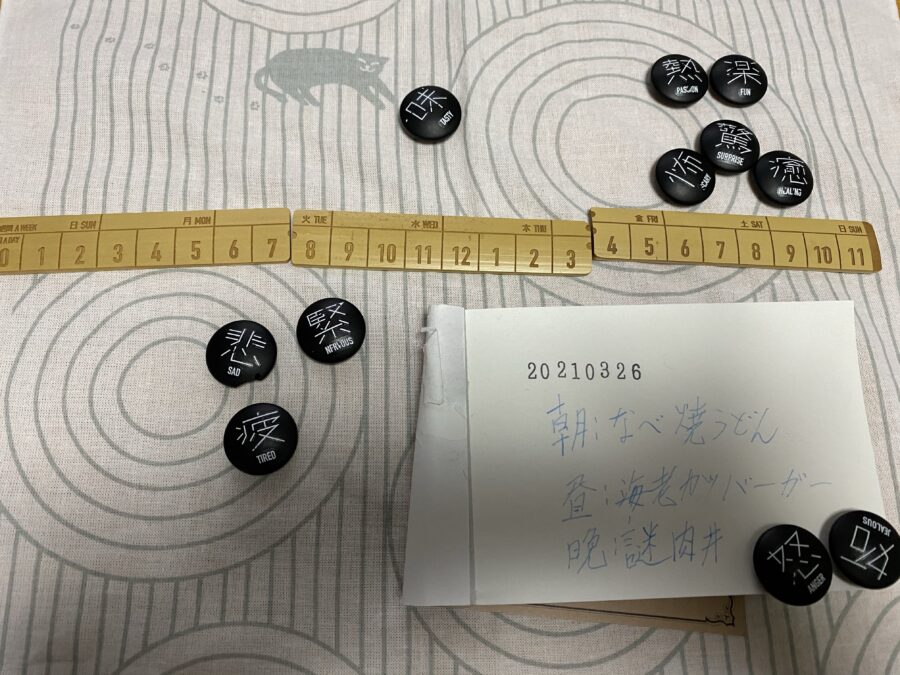 味 TASTY
熱 PASSION
楽 FUN
驚 SURPRISE
怖 SCARY
癒
日 SUN 月 MON 火 TUE 水 WED 木 THU 金 FRI 土 SAT 日 SUN
0 1 2 3 4 5 6 7 8 9 10 11 12 1 2 3 4 5 6 7 8 9 10 11
悲 SAD
緊 NERVOUS
疲 TIRED
20210326
朝:なべ焼うどん
昼:海老カツバーガー
晩:謎肉丼
怒 ANGER
妬 JEALOUS